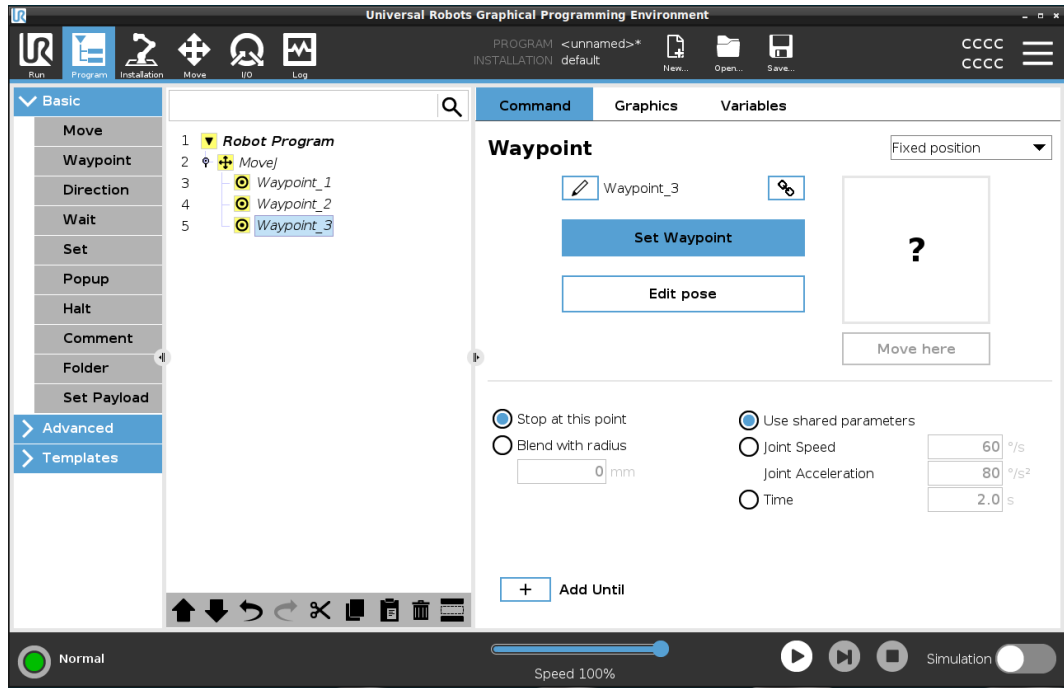 Universal Robots Graphical Programming Environment
Run
Program
Installation
Move
I/O
Log
PROGRAM <unnamed>*
INSTALLATION default
New...
Open...
Save...
CCCC
CCCC
Basic
Move
Waypoint
Direction
Wait
Set
Popup
Halt
Comment
Folder
Set Payload
Advanced
Templates
1 Robot Program
2 MoveJ
3 Waypoint_1
4 Waypoint_2
5 Waypoint_3
Command Graphics Variables
Waypoint
Fixed position
Waypoint_3
Set Waypoint
Edit pose
?
Move here
Stop at this point
Blend with radius
0 mm
Use shared parameters
Joint Speed 60 °/s
Joint Acceleration 80 °/s²
Time 2.0 s
+ Add Until
Normal
Speed 100%
Simulation